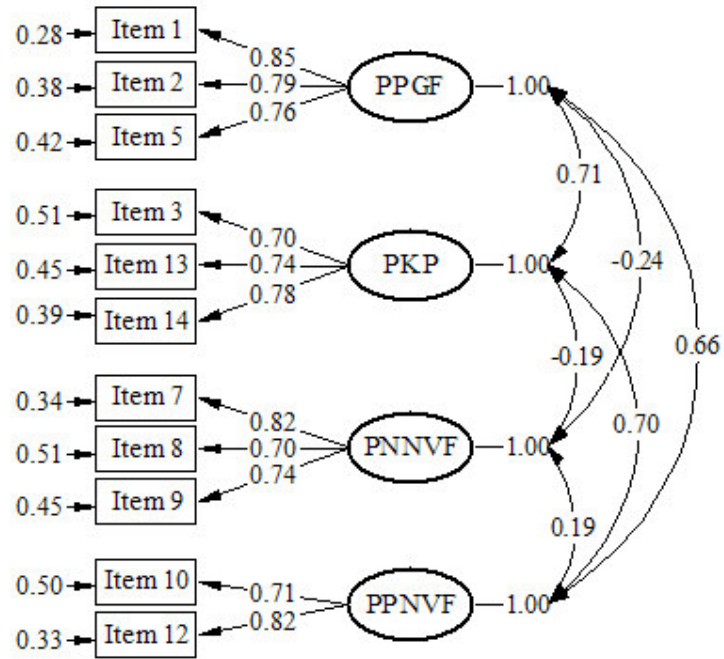 0.28 Item 1 0.85
0.38 Item 2 0.79 PPGF 1.00
0.42 Item 5 0.76
0.71
0.51 Item 3 0.70
0.45 Item 13 0.74 PKP 1.00 -0.24
0.39 Item 14 0.78
-0.19 0.66
0.34 Item 7 0.82 0.70
0.51 Item 8 0.70 PNNVF 1.00
0.45 Item 9 0.74
0.19
0.50 Item 10 0.71
0.33 Item 12 0.82 PPNVF 1.00